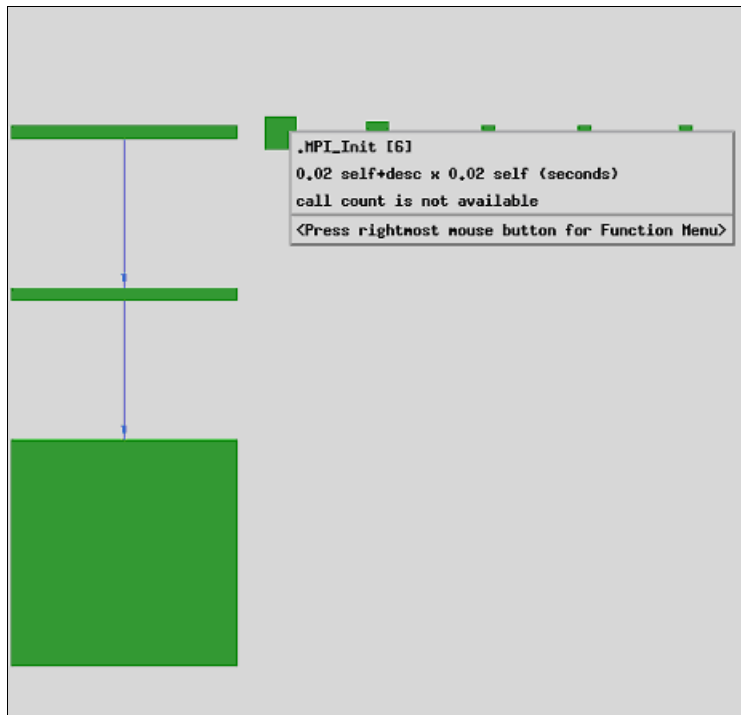 .MPI_Init [6]
0.02 self+desc x 0.02 self (seconds)
call count is not available
<Press rightmost mouse button for Function Menu>